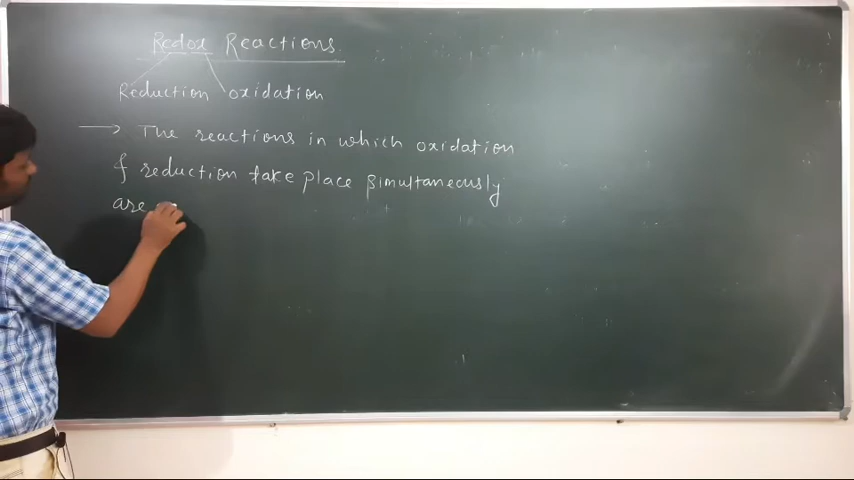 Redox Reactions
Reduction oxidation
→ The reactions in which oxidation
& reduction take place simultaneously
are